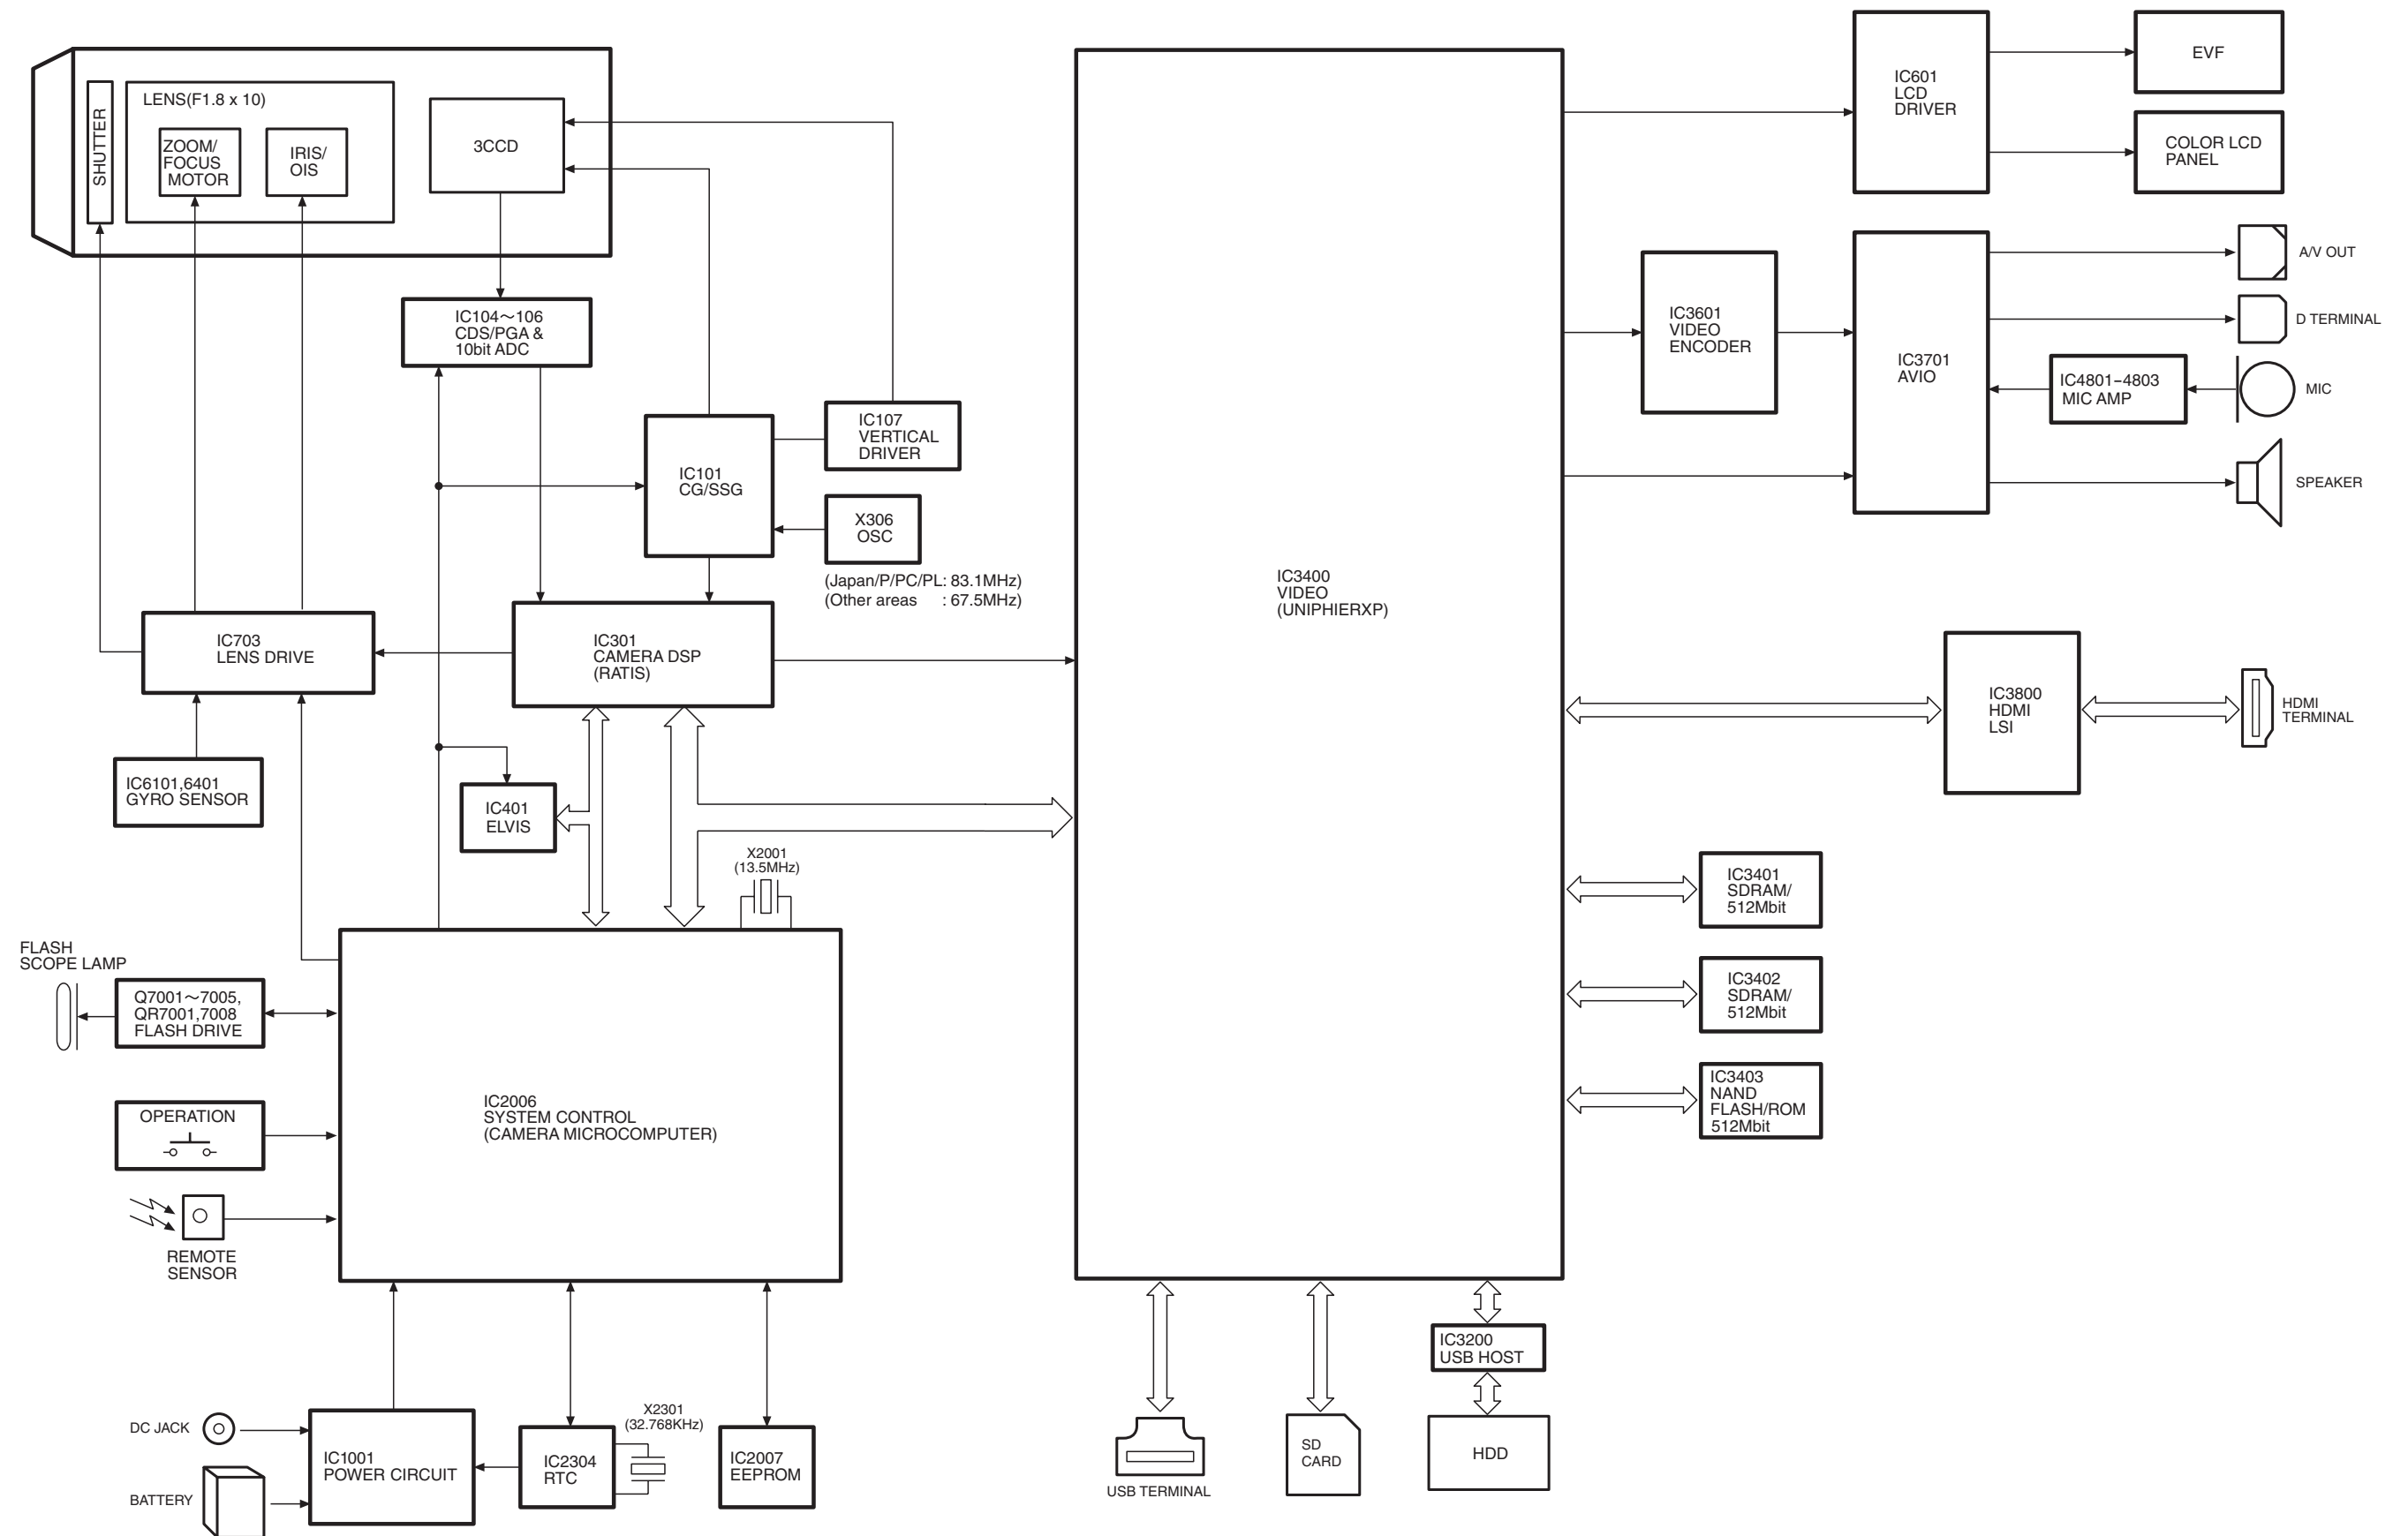 SHUTTER
LENS(F1.8 x 10)
ZOOM/
FOCUS
MOTOR
IRIS/
OIS
3CCD
IC104～106
CDS/PGA &
10bit ADC
IC107
VERTICAL
DRIVER
IC101
CG/SSG
X306
OSC
(Japan/P/PC/PL: 83.1MHz)
(Other areas : 67.5MHz)
IC703
LENS DRIVE
IC301
CAMERA DSP
(RATIS)
IC6101,6401
GYRO SENSOR
IC401
ELVIS
X2001
(13.5MHz)
FLASH
SCOPE LAMP
Q7001～7005,
QR7001,7008
FLASH DRIVE
OPERATION
REMOTE
SENSOR
IC2006
SYSTEM CONTROL
(CAMERA MICROCOMPUTER)
DC JACK
BATTERY
IC1001
POWER CIRCUIT
IC2304
RTC
X2301
(32.768KHz)
IC2007
EEPROM
IC3400
VIDEO
(UNIPHIERXP)
IC601
LCD
DRIVER
EVF
COLOR LCD
PANEL
IC3601
VIDEO
ENCODER
IC3701
AVIO
A/V OUT
D TERMINAL
IC4801-4803
MIC AMP
MIC
SPEAKER
IC3800
HDMI
LSI
HDMI
TERMINAL
IC3401
SDRAM/
512Mbit
IC3402
SDRAM/
512Mbit
IC3403
NAND
FLASH/ROM
512Mbit
USB TERMINAL
SD
CARD
IC3200
USB HOST
HDD